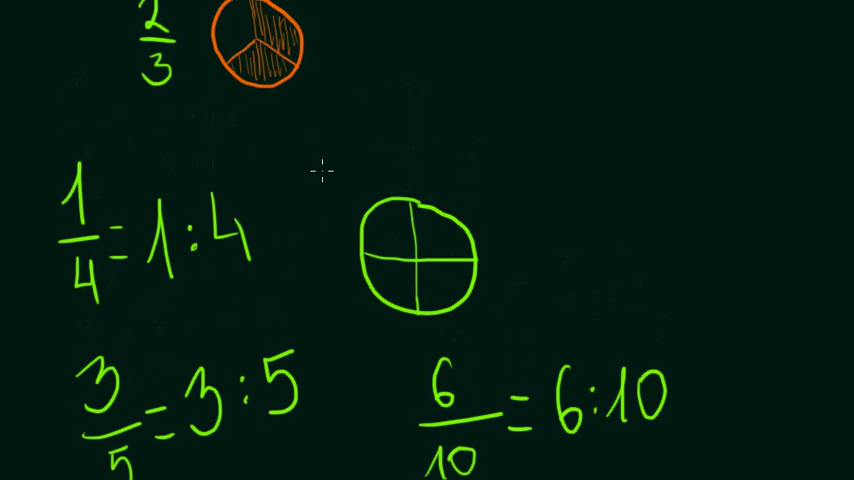 2/3
1/4 = 1:4
3/5 = 3:5
6/10 = 6:10